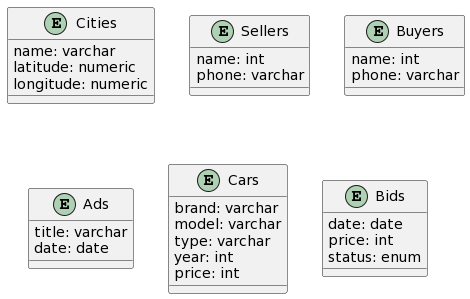 E Cities
name: varchar
latitude: numeric
longitude: numeric
E Sellers
name: int
phone: varchar
E Buyers
name: int
phone: varchar
E Ads
title: varchar
date: date
E Cars
brand: varchar
model: varchar
type: varchar
year: int
price: int
E Bids
date: date
price: int
status: enum